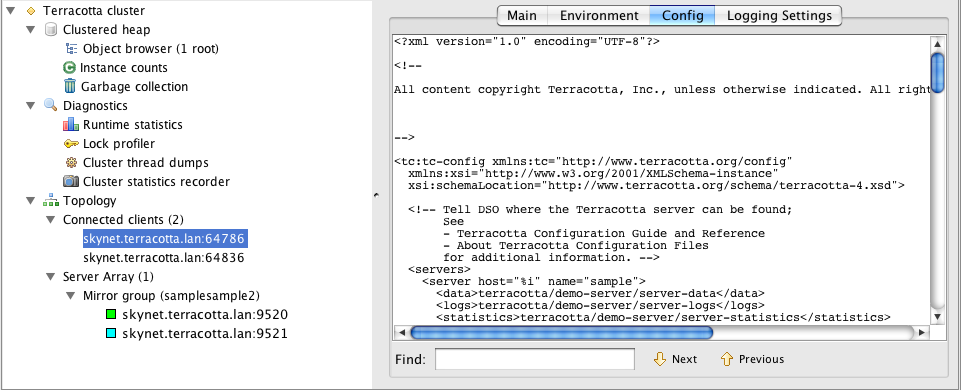 Terracotta cluster
Clustered heap
Object browser (1 root)
Instance counts
Garbage collection
Diagnostics
Runtime statistics
Lock profiler
Cluster thread dumps
Cluster statistics recorder
Topology
Connected clients (2)
skynet.terracotta.lan:64786
skynet.terracotta.lan:64836
Server Array (1)
Mirror group (samplesample2)
skynet.terracotta.lan:9520
skynet.terracotta.lan:9521
Main Environment Config Logging Settings
<?xml version="1.0" encoding="UTF-8"?>
<!--
All content copyright Terracotta, Inc., unless otherwise indicated. All right
-->
<tc:tc-config xmlns:tc="http://www.terracotta.org/config"
xmlns:xsi="http://www.w3.org/2001/XMLSchema-instance"
xsi:schemaLocation="http://www.terracotta.org/schema/terracotta-4.xsd">
<!-- Tell DSO where the Terracotta server can be found;
See
- Terracotta Configuration Guide and Reference
- About Terracotta Configuration Files
for additional information. -->
<servers>
<server host="%i" name="sample">
<data>terracotta/demo-server/server-data</data>
<logs>terracotta/demo-server/server-logs</logs>
<statistics>terracotta/demo-server/server-statistics</statistics>
Find: Next Previous